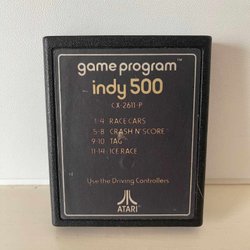 game program™
indy 500
CX-2611-P
1-4 RACE CARS
5-8 CRASH N' SCORE
9-10 TAG
11-14 ICE RACE
Use the Driving Controllers
ATARI